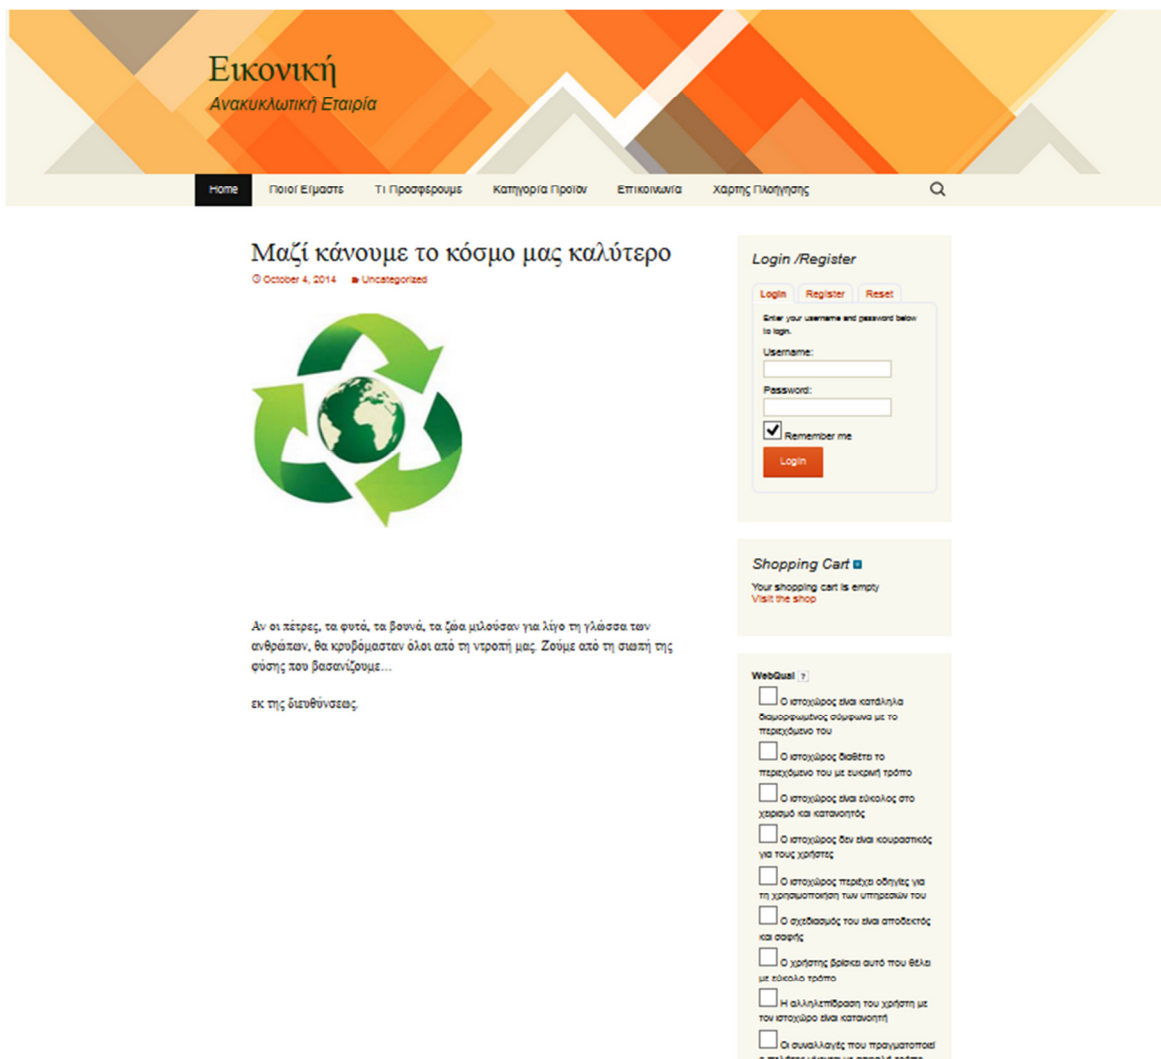 Εικονική
Ανακυκλωτική Εταιρία
Home Ποιοί Είμαστε Τι Προσφέρουμε Κατηγορία Προϊόν Επικοινωνία Χάρτης Πλοήγησης
Μαζί κάνουμε το κόσμο μας καλύτερο
October 4, 2014 Uncategorized
Αν οι πέτρες, τα φυτά, τα βουνά, τα ζώα μιλούσαν για λίγο τη γλώσσα των
ανθρώπων, θα κρυβόμασταν όλοι από τη ντροπή μας. Ζούμε από τη σιωπή της
φύσης που βασανίζουμε…
εκ της διευθύνσεως.
Login /Register
Login Register Reset
Enter your username and password below
to login.
Username:
Password:
Remember me
Login
Shopping Cart
Your shopping cart is empty
Visit the shop
WebQual ?
Ο ιστοχώρος είναι κατάληλα
διαμορφωμένος σύμφωνα με το
περιεχόμενο του
Ο ιστοχώρος διαθέτει το
περιεχόμενο του με ευκρινή τρόπο
Ο ιστοχώρος είναι εύκολος στο
χειρισμό και κατανοητός
Ο ιστοχώρος δεν είναι κουραστικός
για τους χρήστες
Ο ιστοχώρος περιέχει οδηγίες για
τη χρησιμοποίηση των υπηρεσιών του
Ο σχεδιασμός του είναι αποδεκτός
και σαφής
Ο χρήστης βρίσκει αυτό που θέλει
με εύκολο τρόπο
Η αλληλεπίδραση του χρήστη με
τον ιστοχώρο είναι κατανοητή
Οι συναλλαγές που πραγματοποιεί